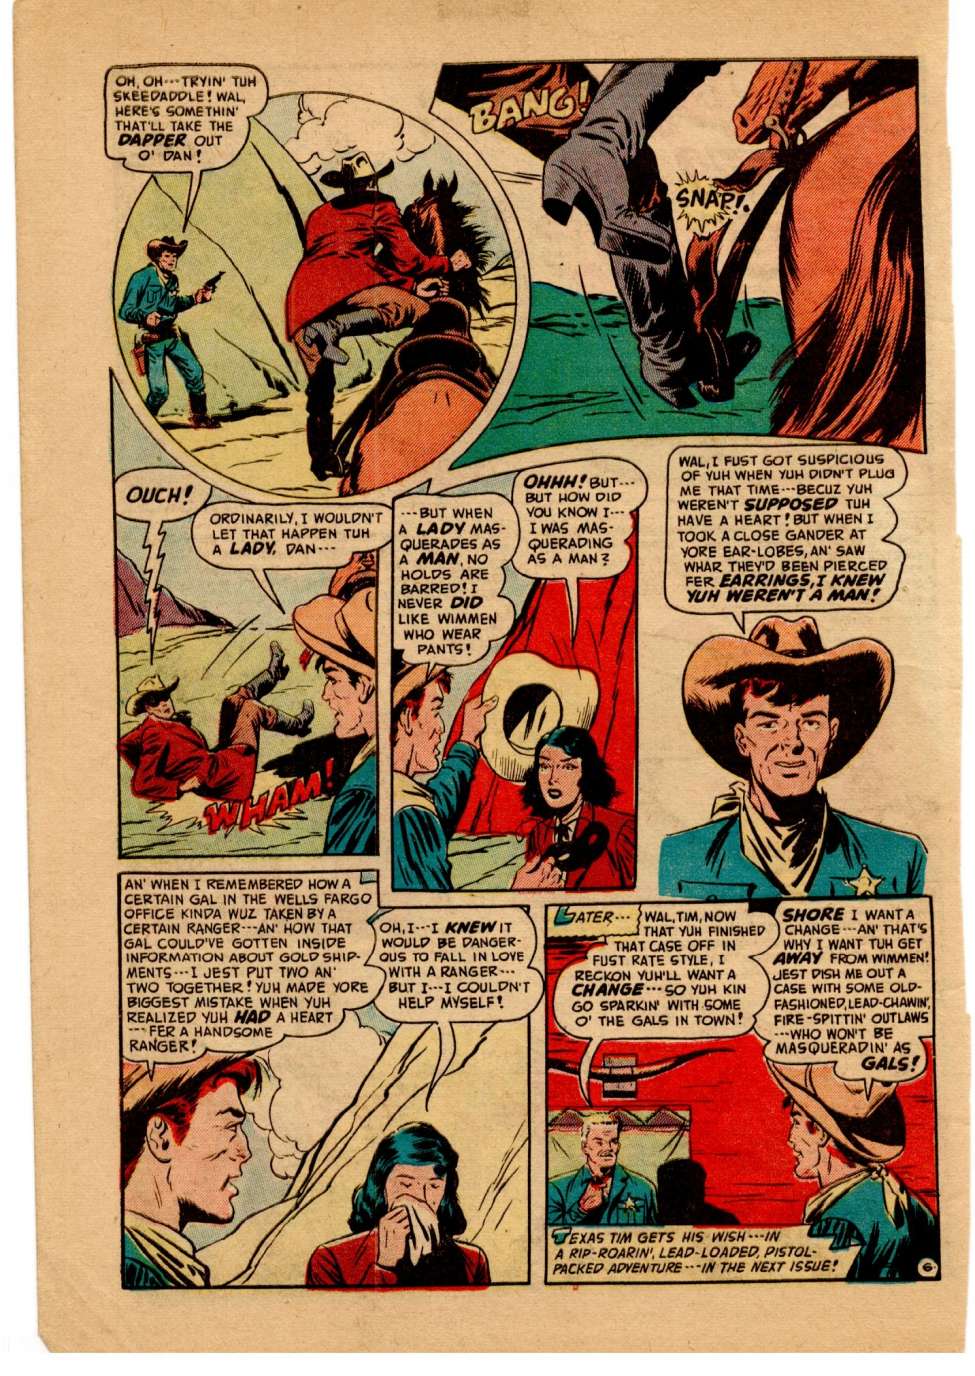 OH, OH---TRYIN' TUH
SKEEDADDLE! WAL,
HERE'S SOMETHIN'
THAT'LL TAKE THE
DAPPER OUT
O' DAN!
BANG!
SNAP!
OUCH!
ORDINARILY, I WOULDN'T
LET THAT HAPPEN TUH
A LADY, DAN---
WHAM!
---BUT WHEN
A LADY MAS-
QUERADES AS
A MAN, NO
HOLDS ARE
BARRED! I
NEVER DID
LIKE WIMMEN
WHO WEAR
PANTS!
OHHH! BUT---
BUT HOW DID
YOU KNOW I---
I WAS MAS-
QUERADING
AS A MAN?
WAL, I FUST GOT SUSPICIOUS
OF YUH WHEN YUH DIDN'T PLUG
ME THAT TIME---BECUZ YUH
WEREN'T SUPPOSED TUH
HAVE A HEART! BUT WHEN I
TOOK A CLOSE GANDER AT
YORE EAR-LOBES, AN' SAW
WHAR THEY'D BEEN PIERCED
FER EARRINGS, I KNEW
YUH WEREN'T A MAN!
AN' WHEN I REMEMBERED HOW A
CERTAIN GAL IN THE WELLS FARGO
OFFICE KINDA WUZ TAKEN BY A
CERTAIN RANGER---AN' HOW THAT
GAL COULD'VE GOTTEN INSIDE
INFORMATION ABOUT GOLD SHIP-
MENTS---I JEST PUT TWO AN'
TWO TOGETHER! YUH MADE YORE
BIGGEST MISTAKE WHEN YUH
REALIZED YUH HAD A HEART
---FER A HANDSOME
RANGER!
OH, I---I KNEW IT
WOULD BE DANGER-
OUS TO FALL IN LOVE
WITH A RANGER---
BUT I---I COULDN'T
HELP MYSELF!
LATER---
WAL, TIM, NOW
THAT YUH FINISHED
THAT CASE OFF IN
FUST RATE STYLE, I
RECKON YUH'LL WANT A
CHANGE---SO YUH KIN
GO SPARKIN' WITH SOME
O' THE GALS IN TOWN!
SHORE I WANT A
CHANGE---AN' THAT'S
WHY I WANT TUH GET
AWAY FROM WIMMEN!
JEST DISH ME OUT A
CASE WITH SOME OLD-
FASHIONED, LEAD-CHAWIN',
FIRE-SPITTIN' OUTLAWS
---WHO WON'T BE
MASQUERADIN' AS
GALS!
TEXAS TIM GETS HIS WISH---IN
A RIP-ROARIN', LEAD-LOADED, PISTOL-
PACKED ADVENTURE---IN THE NEXT ISSUE!
6